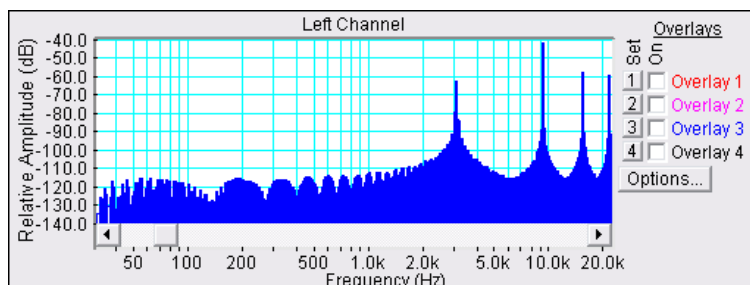 Left Channel
Overlays
Set
On
Relative Amplitude (dB)
-40.0
-50.0
-60.0
-70.0
-80.0
-90.0
-100.0
-110.0
-120.0
-130.0
-140.0
1 Overlay 1
2 Overlay 2
3 Overlay 3
4 Overlay 4
Options...
50 100 200 500 1.0k 2.0k 5.0k 10.0k 20.0k
Frequency (Hz)